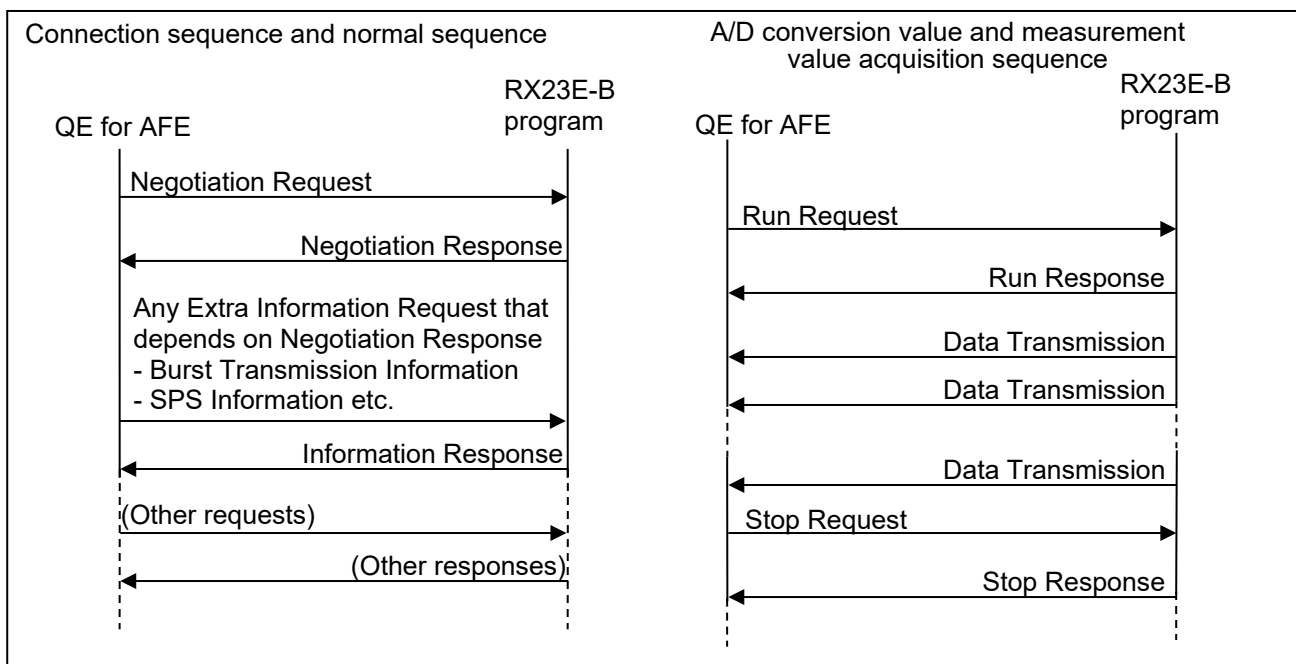 Connection sequence and normal sequence
QE for AFE
RX23E-B
program
Negotiation Request
Negotiation Response
Any Extra Information Request that
depends on Negotiation Response
- Burst Transmission Information
- SPS Information etc.
Information Response
(Other requests)
(Other responses)
A/D conversion value and measurement
value acquisition sequence
QE for AFE
RX23E-B
program
Run Request
Run Response
Data Transmission
Data Transmission
Data Transmission
Stop Request
Stop Response